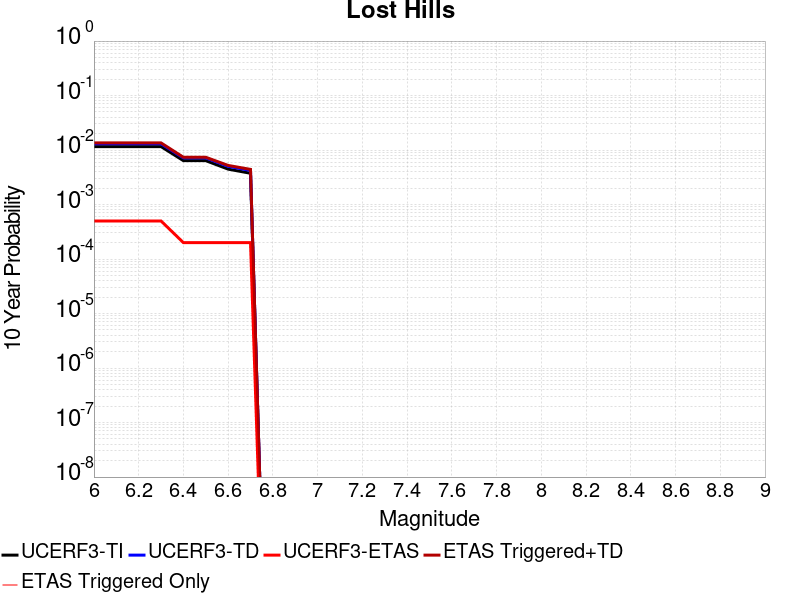 Lost Hills
10 0
10 -1
10 -2
10 -3
10 -4
10 -5
10 -6
10 -7
10 -8
10 Year Probability
6 6.2 6.4 6.6 6.8 7 7.2 7.4 7.6 7.8 8 8.2 8.4 8.6 8.8 9
Magnitude
UCERF3-TI UCERF3-TD UCERF3-ETAS ETAS Triggered+TD
ETAS Triggered Only